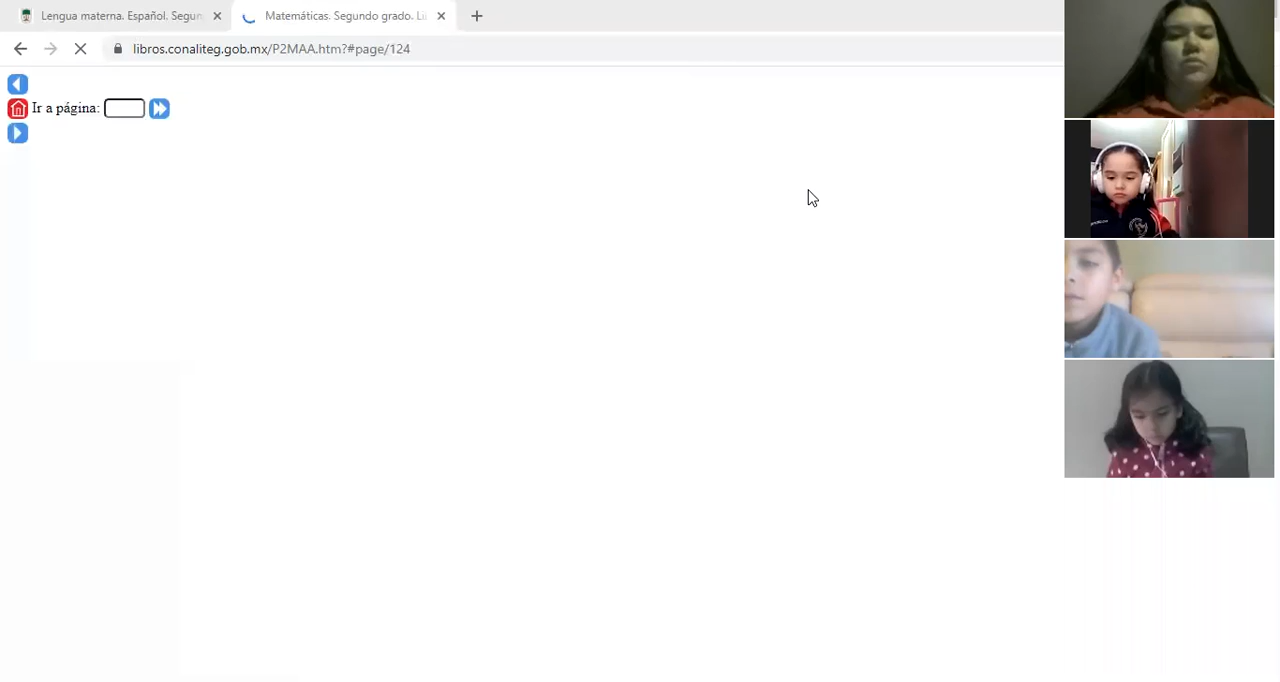 Lengua materna. Español. Segun
Matemáticas. Segundo grado. Li
libros.conaliteg.gob.mx/P2MAA.htm?#page/124
Ir a página: